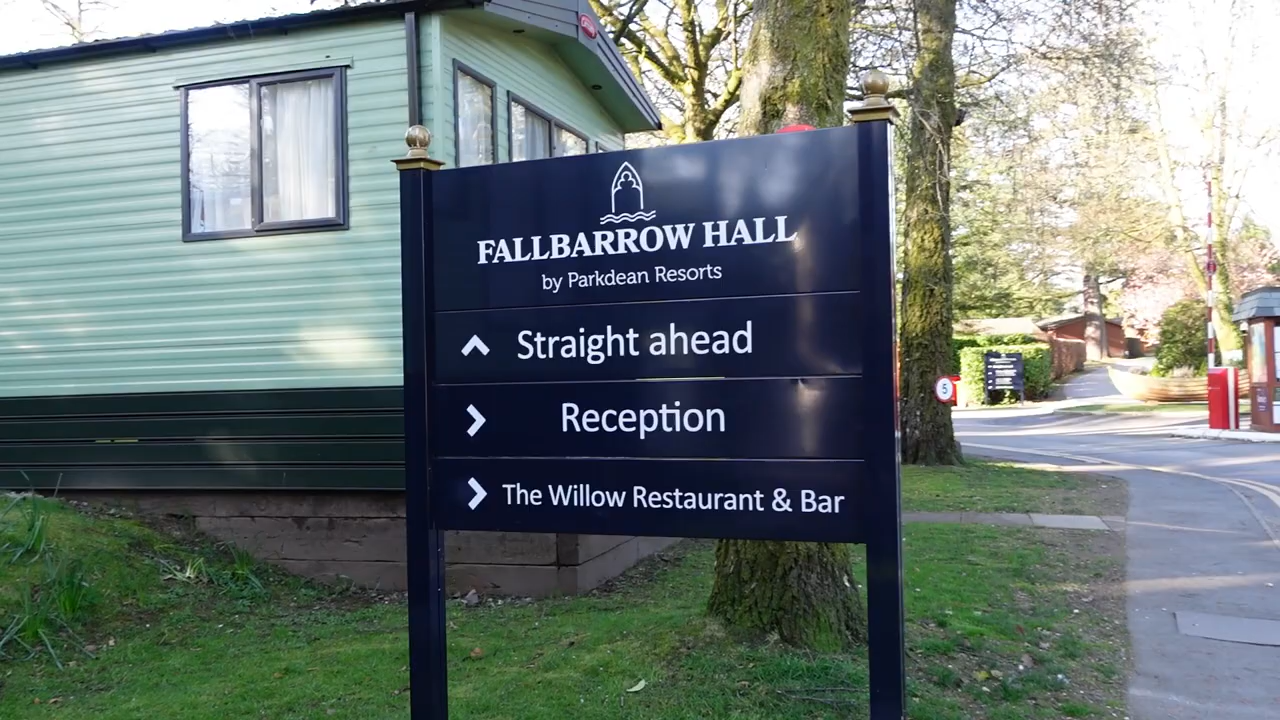 FALLBARROW HALL
by Parkdean Resorts
Straight ahead
Reception
The Willow Restaurant & Bar
5